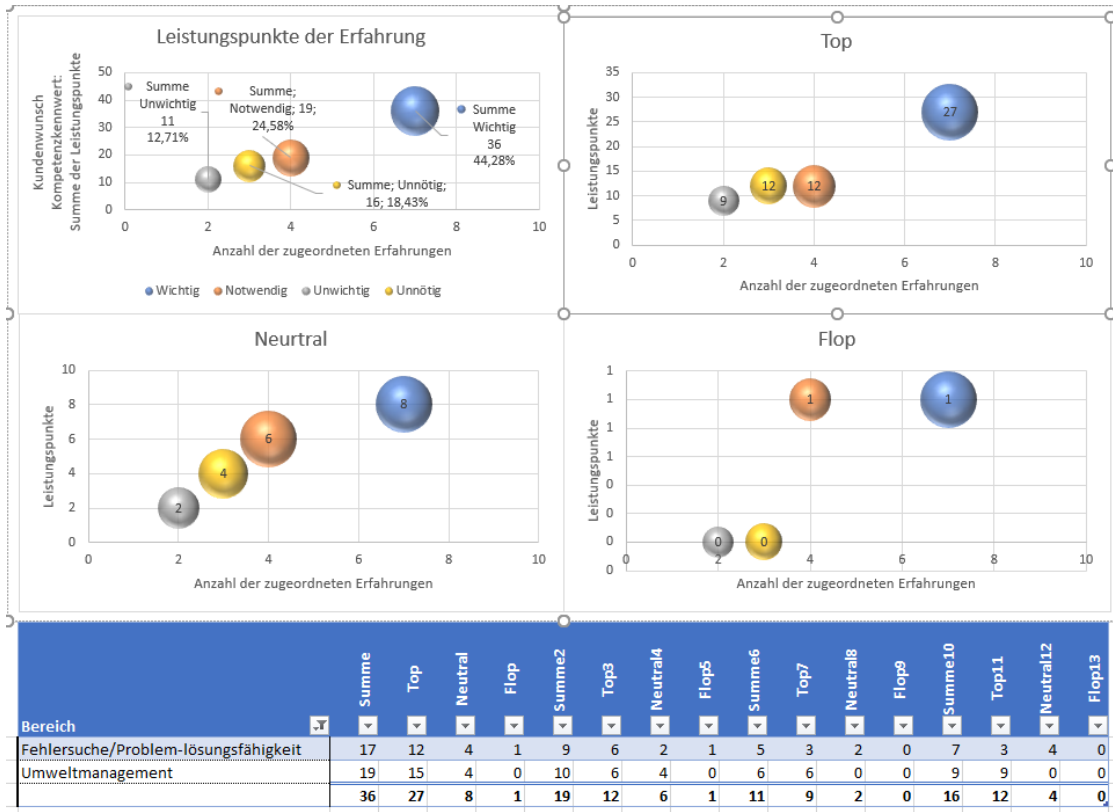 Leistungspunkte der Erfahrung
Kundenwunsch
Kompetenzkennwert:
Summe der Leistungspunkte
50
40
30
20
10
0
Summe
Unwichtig
11
12,71%
Summe;
Notwendig; 19;
24,58%
Summe
Wichtig
36
44,28%
Summe; Unnötig;
16; 18,43%
0 2 4 6 8 10
Anzahl der zugeordneten Erfahrungen
Wichtig Notwendig Unwichtig Unnötig
Top
Leistungspunkte
35
30
25
20
15
10
5
0
9 12 12 27
0 2 4 6 8 10
Anzahl der zugeordneten Erfahrungen
Neurtral
Leistungspunkte
10
8
6
4
2
0
2 4 6 8
0 2 4 6 8 10
Anzahl der zugeordneten Erfahrungen
Flop
Leistungspunkte
1
1
1
1
0
0
0
0 0 1 1
0 2 4 6 8 10
Anzahl der zugeordneten Erfahrungen
Bereich Summe Top Neutral Flop Summe2 Top3 Neutral4 Flop5 Summe6 Top7 Neutral8 Flop9 Summe10 Top11 Neutral12 Flop13
Fehlersuche/Problem-lösungsfähigkeit 17 12 4 1 9 6 2 1 5 3 2 0 7 3 4 0
Umweltmanagement 19 15 4 0 10 6 4 0 6 6 0 0 9 9 0 0
36 27 8 1 19 12 6 1 11 9 2 0 16 12 4 0